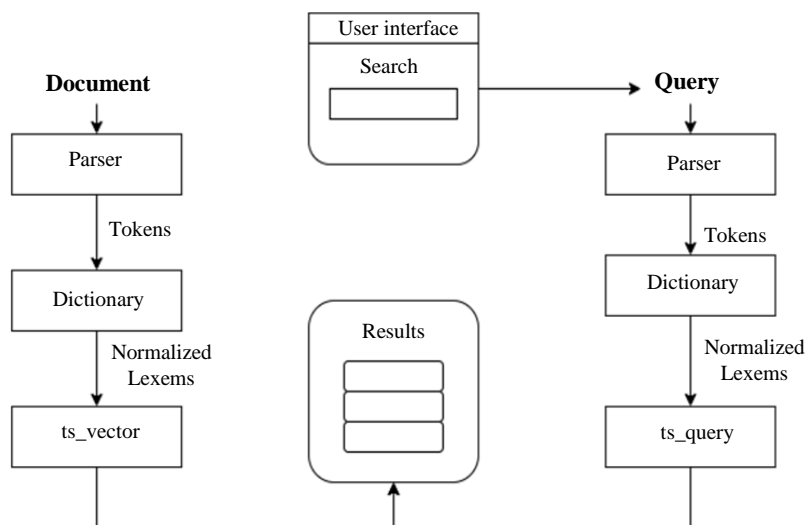 User interface
Search
Document
Parser
Tokens
Dictionary
Normalized
Lexems
ts_vector
Results
Query
Parser
Tokens
Dictionary
Normalized
Lexems
ts_query